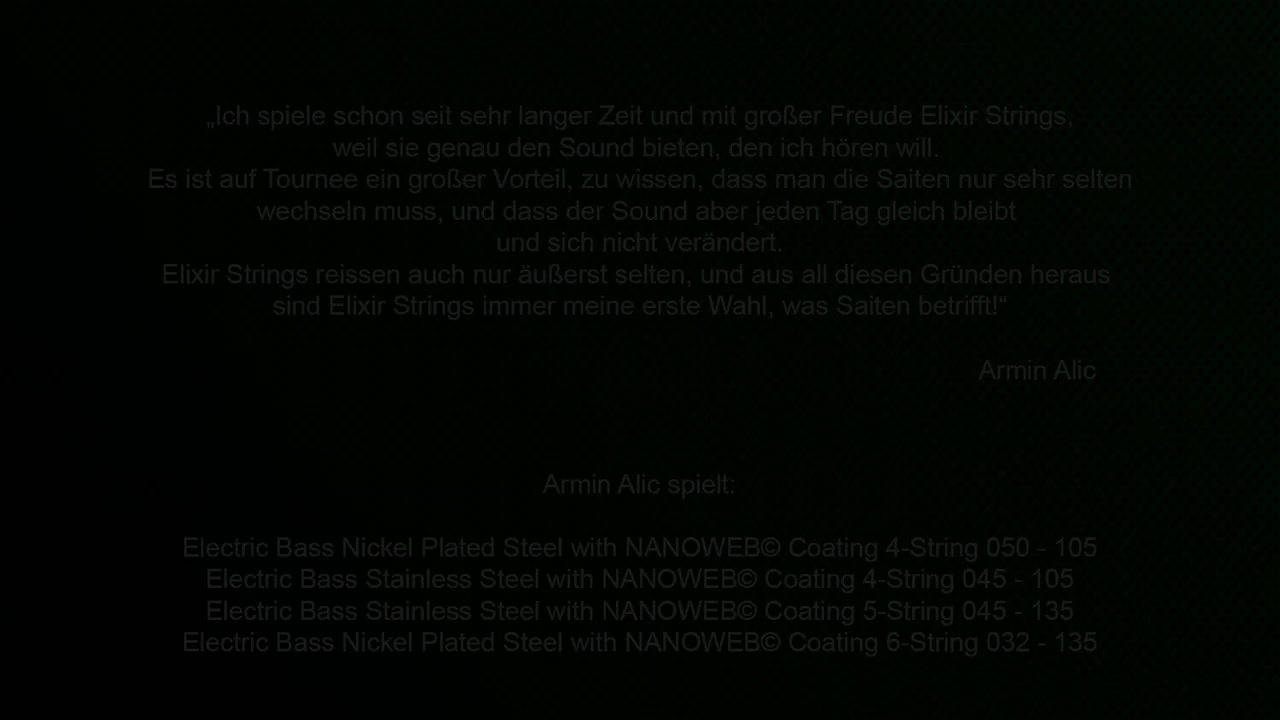 „Ich spiele schon seit sehr langer Zeit und mit großer Freude Elixir Strings,
weil sie genau den Sound bieten, den ich hören will.
Es ist auf Tournee ein großer Vorteil, zu wissen, dass man die Saiten nur sehr selten
wechseln muss, und dass der Sound aber jeden Tag gleich bleibt
und sich nicht verändert.
Elixir Strings reissen auch nur äußerst selten, und aus all diesen Gründen heraus
sind Elixir Strings immer meine erste Wahl, was Saiten betrifft!“
Armin Alic
Armin Alic spielt:
Electric Bass Nickel Plated Steel with NANOWEB© Coating 4-String 050 - 105
Electric Bass Stainless Steel with NANOWEB© Coating 4-String 045 - 105
Electric Bass Stainless Steel with NANOWEB© Coating 5-String 045 - 135
Electric Bass Nickel Plated Steel with NANOWEB© Coating 6-String 032 - 135